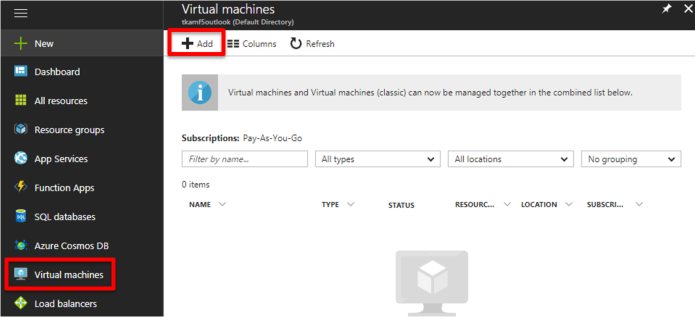 Virtual machines
tkamf5outlook (Default Directory)
New
Add
Columns
Refresh
Dashboard
All resources
Virtual machines and Virtual machines (classic) can now be managed together in the combined list below.
Resource groups
Subscriptions: Pay-As-You-Go
App Services
Filter by name...
All types
All locations
No grouping
Function Apps
0 items
SQL databases
NAME
TYPE
STATUS
RESOURC...
LOCATION
SUBSCRI...
Azure Cosmos DB
Virtual machines
Load balancers